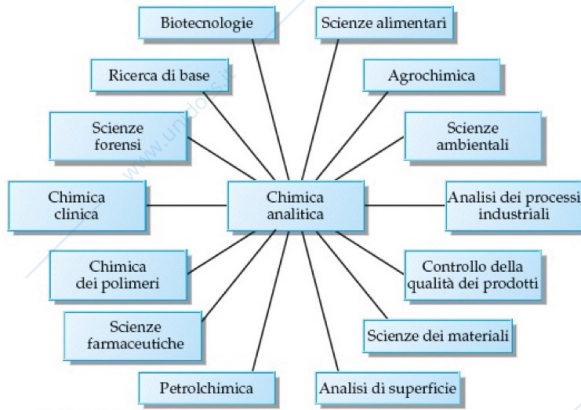 Biotecnologie
Scienze alimentari
Ricerca di base
Agrochimica
Scienze
forensi
Scienze
ambientali
Chimica
clinica
Chimica
analitica
Analisi dei processi
industriali
Chimica
dei polimeri
Controllo della
qualità dei prodotti
Scienze
farmaceutiche
Scienze dei materiali
Petrolchimica
Analisi di superficie